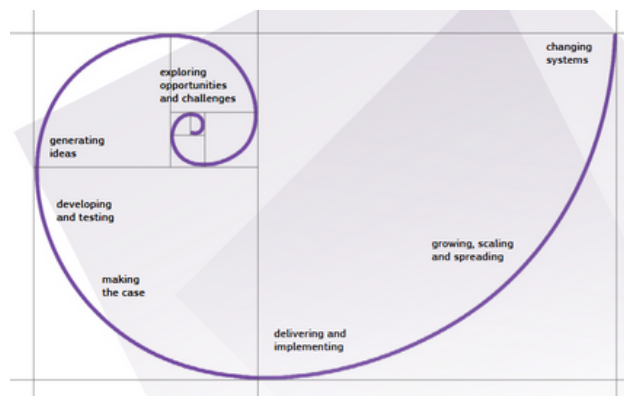 exploring
opportunities
and challenges
generating
ideas
developing
and testing
making
the case
delivering and
implementing
growing, scaling
and spreading
changing
systems